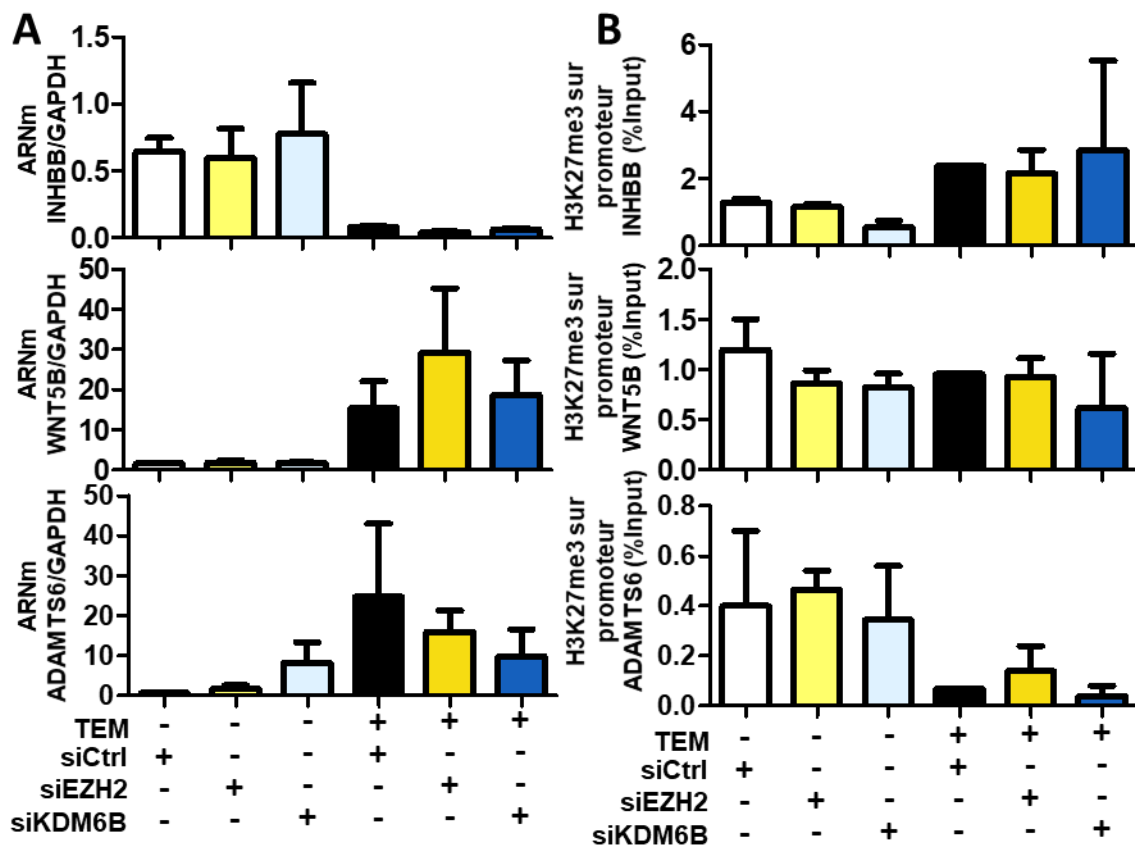 A
ARNm
INHBB/GAPDH
1.5
1.0
0.5
0.0
ARNm
WNT5B/GAPDH
50
40
30
20
10
0
ARNm
ADAMTS6/GAPDH
50
40
30
20
10
0
TEM - - - + + +
siCtrl + - - + - -
siEZH2 - + - - + -
siKDM6B - - + - - +
B
H3K27me3 sur
promoteur
INHBB (%Input)
6
4
2
0
H3K27me3 sur
promoteur
WNT5B (%Input)
2.0
1.5
1.0
0.5
0.0
H3K27me3 sur
promoteur
ADAMTS6 (%Input)
0.8
0.6
0.4
0.2
0.0
TEM - - - + + +
siCtrl + - - + - -
siEZH2 - + - - + -
siKDM6B - - + - - +